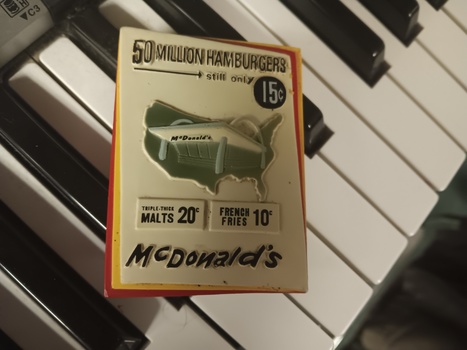 ▼C3
50 MILLION HAMBURGERS
still only
15¢
McDonald's
TRIPLE-THICK
MALTS 20¢
FRENCH
FRIES 10¢
McDonald's